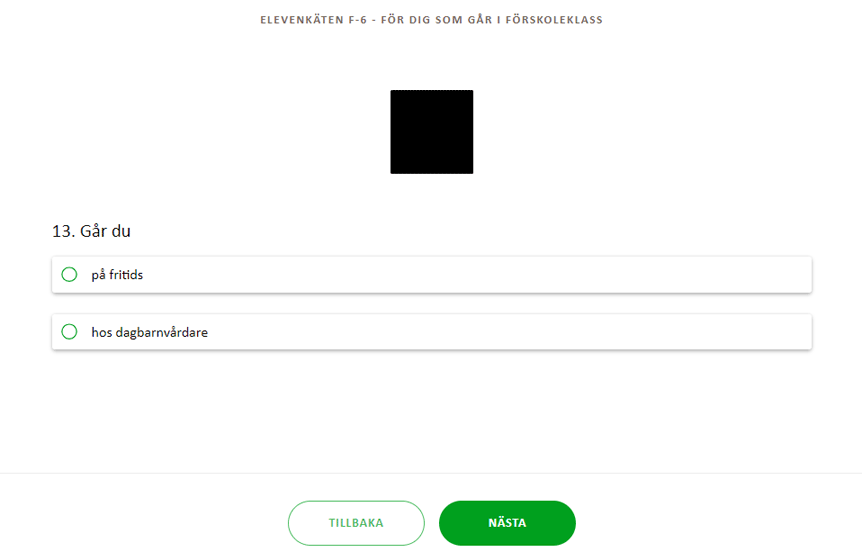 ELEVENKÄTEN F-6 - FÖR DIG SOM GÅR I FÖRSKOLEKLASS
13. Går du
på fritids
hos dagbarnvårdare
TILLBAKA
NÄSTA